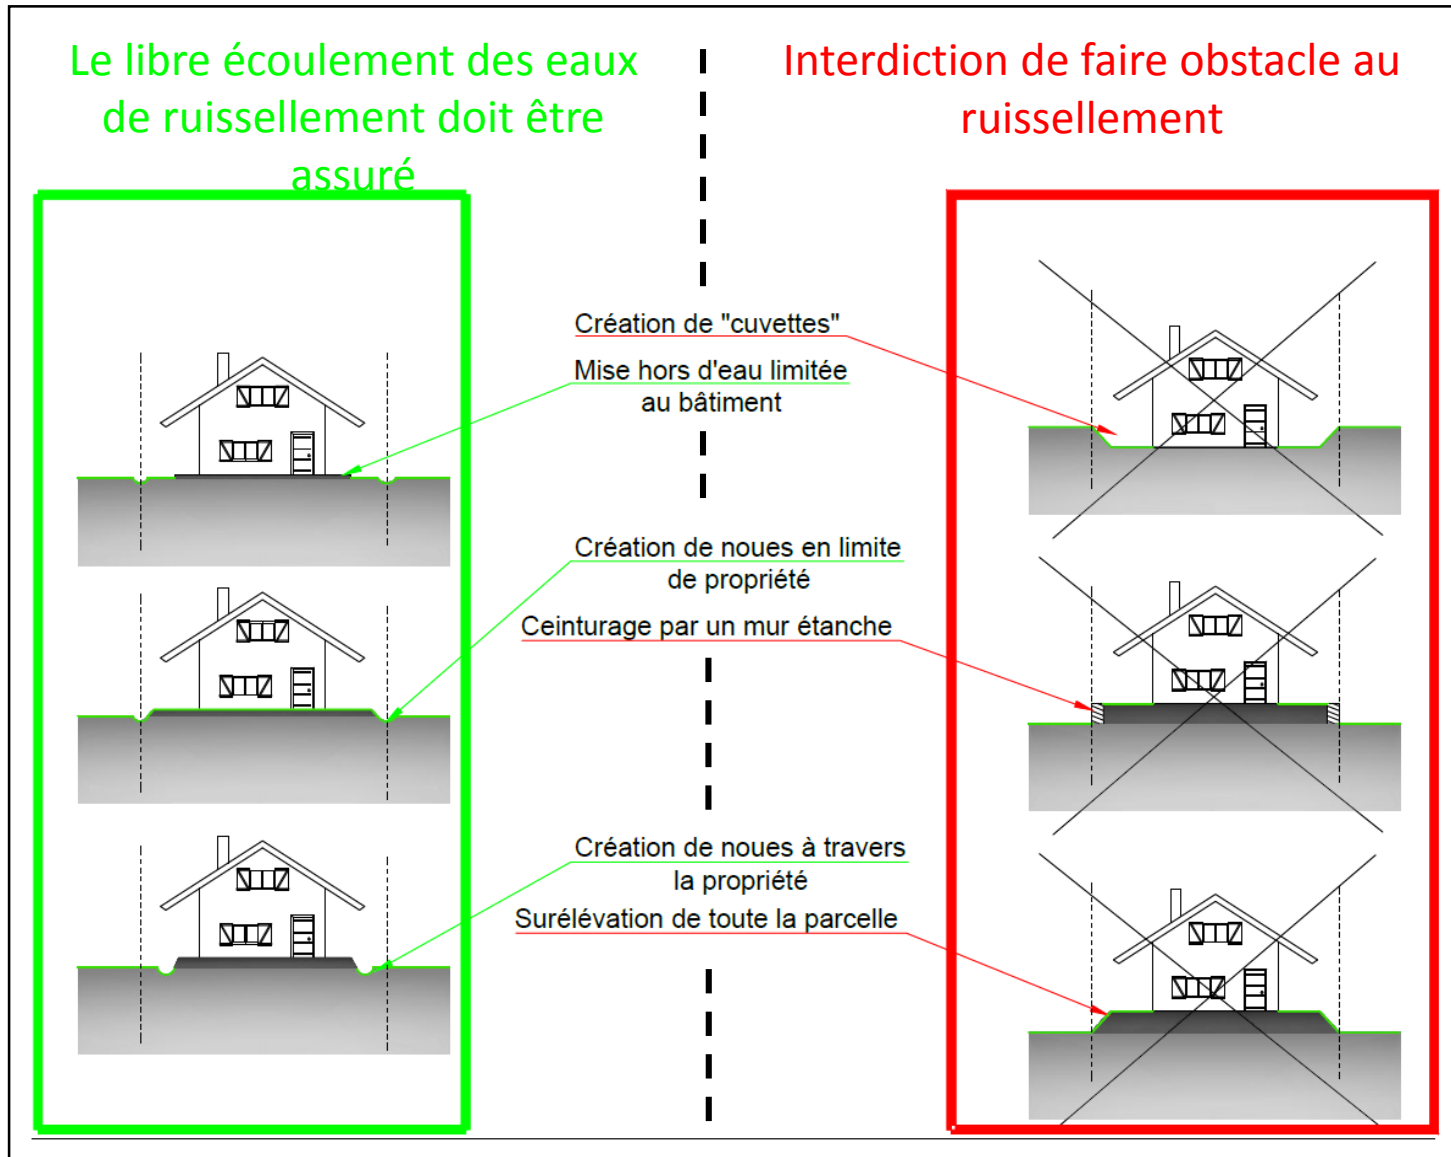 Le libre écoulement des eaux
de ruissellement doit être
assuré
Interdiction de faire obstacle au
ruissellement
Création de "cuvettes"
Mise hors d'eau limitée
au bâtiment
Création de noues en limite
de propriété
Ceinturage par un mur étanche
Création de noues à travers
la propriété
Surélévation de toute la parcelle